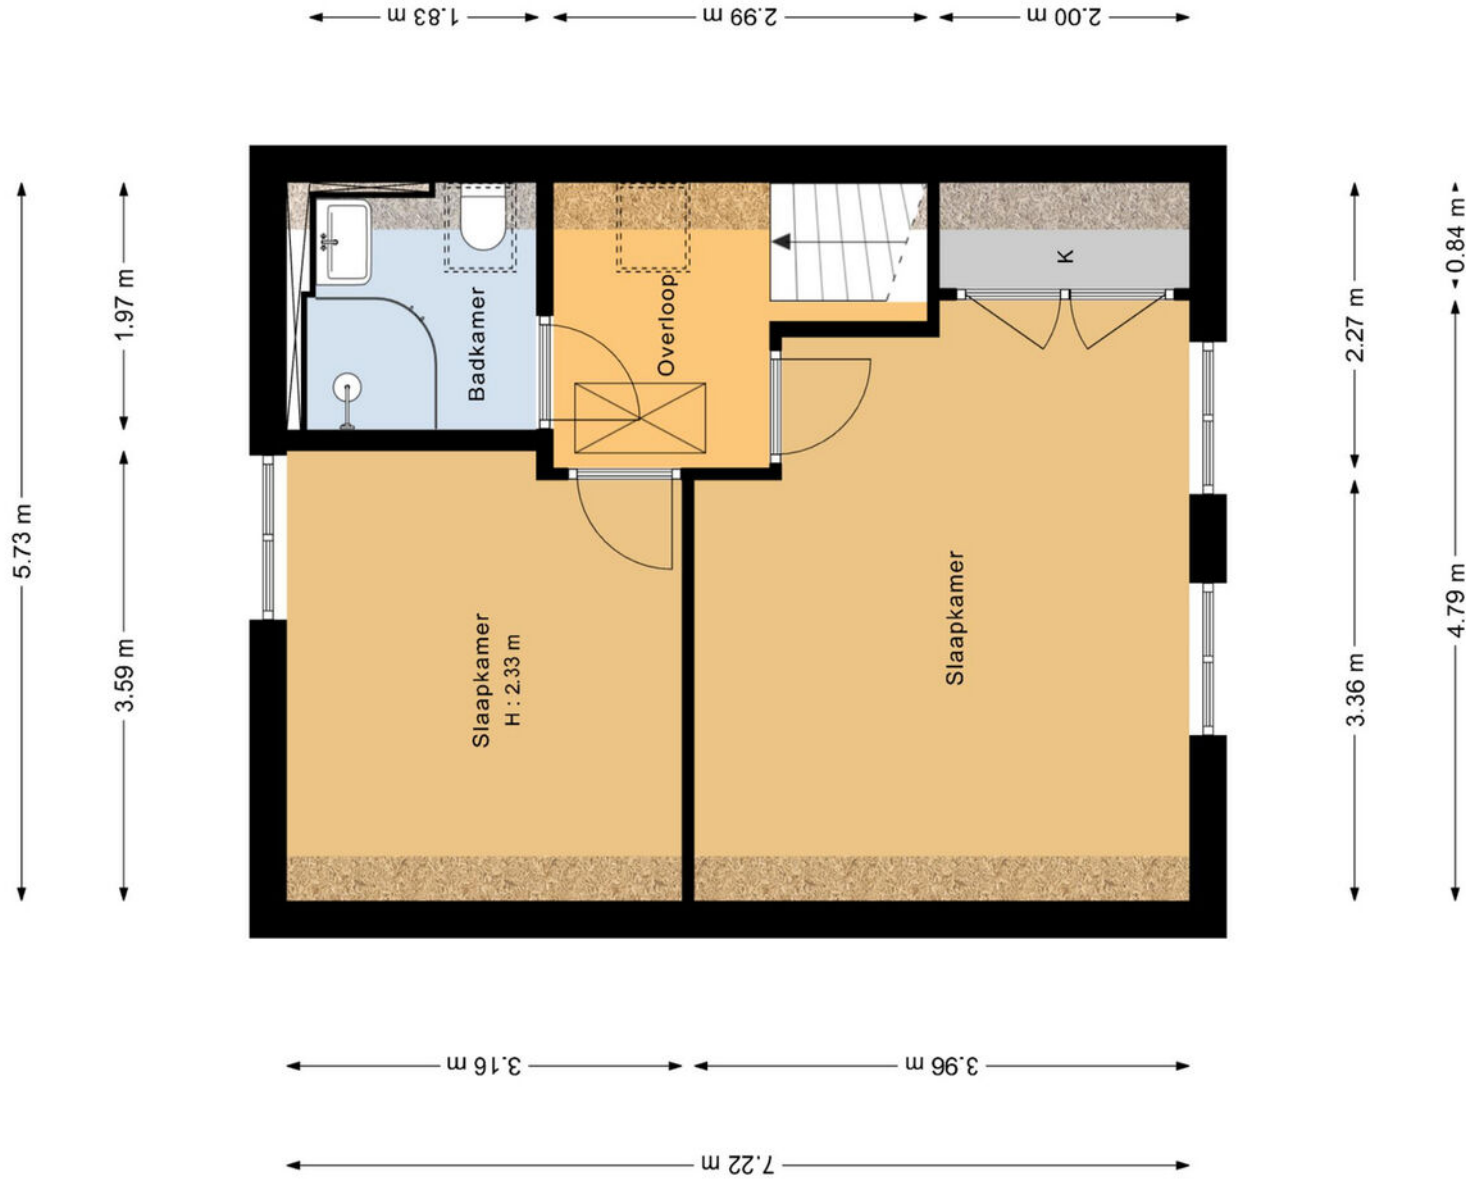 1.83 m
2.99 m
2.00 m
5.73 m
1.97 m
3.59 m
Badkamer
Overloop
K
Slaapkamer
H : 2.33 m
Slaapkamer
2.27 m
3.36 m
0.84 m
4.79 m
3.16 m
3.96 m
7.22 m